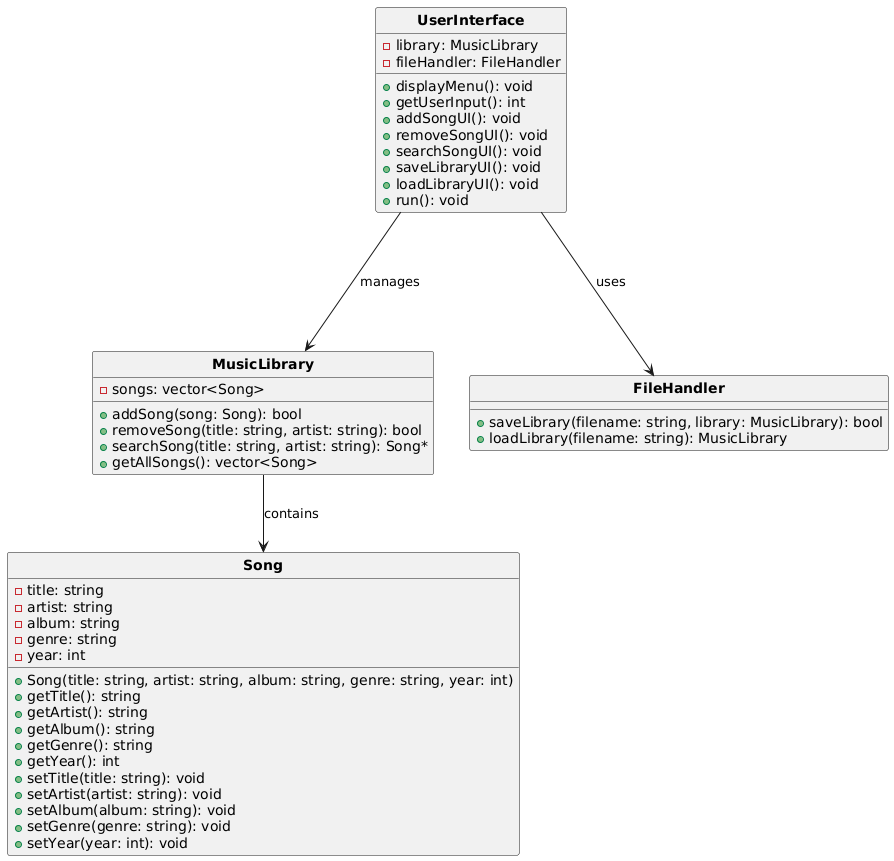 UserInterface
library: MusicLibrary
fileHandler: FileHandler
displayMenu(): void
getUserInput(): int
addSongUI(): void
removeSongUI(): void
searchSongUI(): void
saveLibraryUI(): void
loadLibraryUI(): void
run(): void
manages
uses
MusicLibrary
songs: vector<Song>
addSong(song: Song): bool
removeSong(title: string, artist: string): bool
searchSong(title: string, artist: string): Song*
getAllSongs(): vector<Song>
FileHandler
saveLibrary(filename: string, library: MusicLibrary): bool
loadLibrary(filename: string): MusicLibrary
contains
Song
title: string
artist: string
album: string
genre: string
year: int
Song(title: string, artist: string, album: string, genre: string, year: int)
getTitle(): string
getArtist(): string
getAlbum(): string
getGenre(): string
getYear(): int
setTitle(title: string): void
setArtist(artist: string): void
setAlbum(album: string): void
setGenre(genre: string): void
setYear(year: int): void